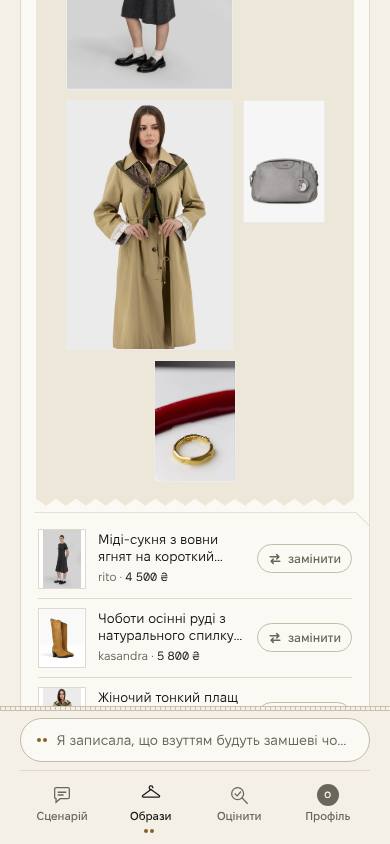 Міді-сукня з вовни
ягнят на короткий...
rito · 4 500 ₴
замінити
Чоботи осінні руді з
натурального спилку...
kasandra · 5 800 ₴
замінити
Жіночий тонкий плащ
Я записала, що взуттям будуть замшеві чо...
Сценарій
Образи
Оцінити
О
Профіль